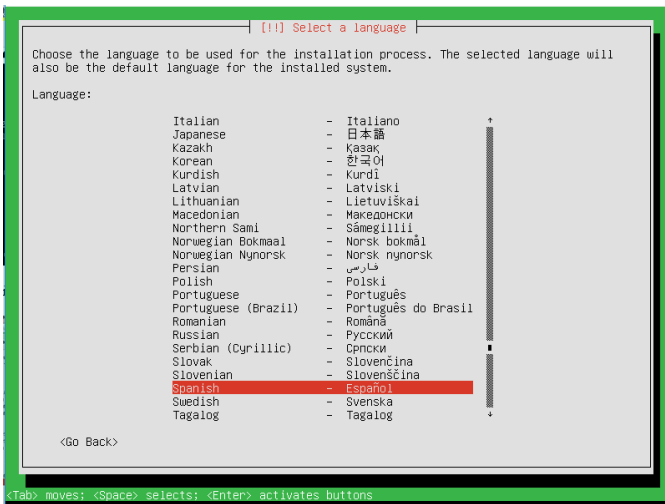 [!!] Select a language
Choose the language to be used for the installation process. The selected language will
also be the default language for the installed system.
Language:
Italian - Italiano
Japanese - 日本語
Kazakh - Қазақ
Korean - 한국어
Kurdish - Kurdî
Latvian - Latviski
Lithuanian - Lietuviškai
Macedonian - Македонски
Northern Sami - Sámegillii
Norwegian Bokmaal - Norsk bokmål
Norwegian Nynorsk - Norsk nynorsk
Persian - فارسی
Polish - Polski
Portuguese - Português
Portuguese (Brazil) - Português do Brasil
Romanian - Română
Russian - Русский
Serbian (Cyrillic) - Српски
Slovak - Slovenčina
Slovenian - Slovenščina
Spanish - Español
Swedish - Svenska
Tagalog - Tagalog
<Go Back>
<Tab> moves; <Space> selects; <Enter> activates buttons